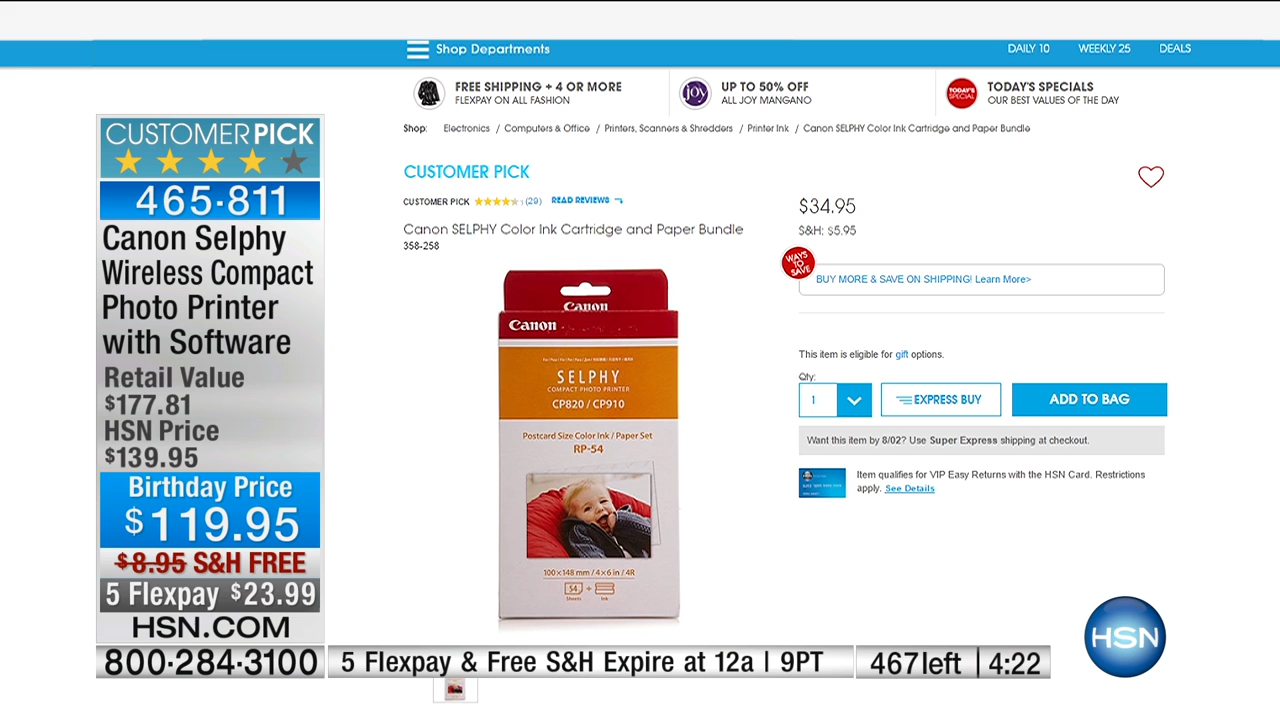 Shop Departments
DAILY 10
WEEKLY 25
DEALS
FREE SHIPPING + 4 OR MORE
FLEXPAY ON ALL FASHION
joy
UP TO 50% OFF
ALL JOY MANGANO
TODAY'S SPECIAL
TODAY'S SPECIALS
OUR BEST VALUES OF THE DAY
Shop: Electronics / Computers & Office / Printers, Scanners & Shredders / Printer Ink / Canon SELPHY Color Ink Cartridge and Paper Bundle
CUSTOMER PICK
465-811
Canon Selphy
Wireless Compact
Photo Printer
with Software
Retail Value
$177.81
HSN Price
$139.95
Birthday Price
$119.95
$8.95 S&H FREE
5 Flexpay $23.99
HSN.COM
800-284-3100
CUSTOMER PICK
CUSTOMER PICK (29) READ REVIEWS
Canon SELPHY Color Ink Cartridge and Paper Bundle
358-258
Canon
Canon
SELPHY
COMPACT PHOTO PRINTER
CP820 / CP910
Postcard Size Color Ink / Paper Set
RP-54
100×148 mm / 4×6 in / 4R
54 +
Sheets Ink
$34.95
S&H: $5.95
WAYS TO SAVE
BUY MORE & SAVE ON SHIPPING! Learn More>
This item is eligible for gift options.
Qty:
1
EXPRESS BUY
ADD TO BAG
Want this item by 8/02? Use Super Express shipping at checkout.
Item qualifies for VIP Easy Returns with the HSN Card. Restrictions
apply. See Details
HSN
5 Flexpay & Free S&H Expire at 12a | 9PT
467left | 4:22